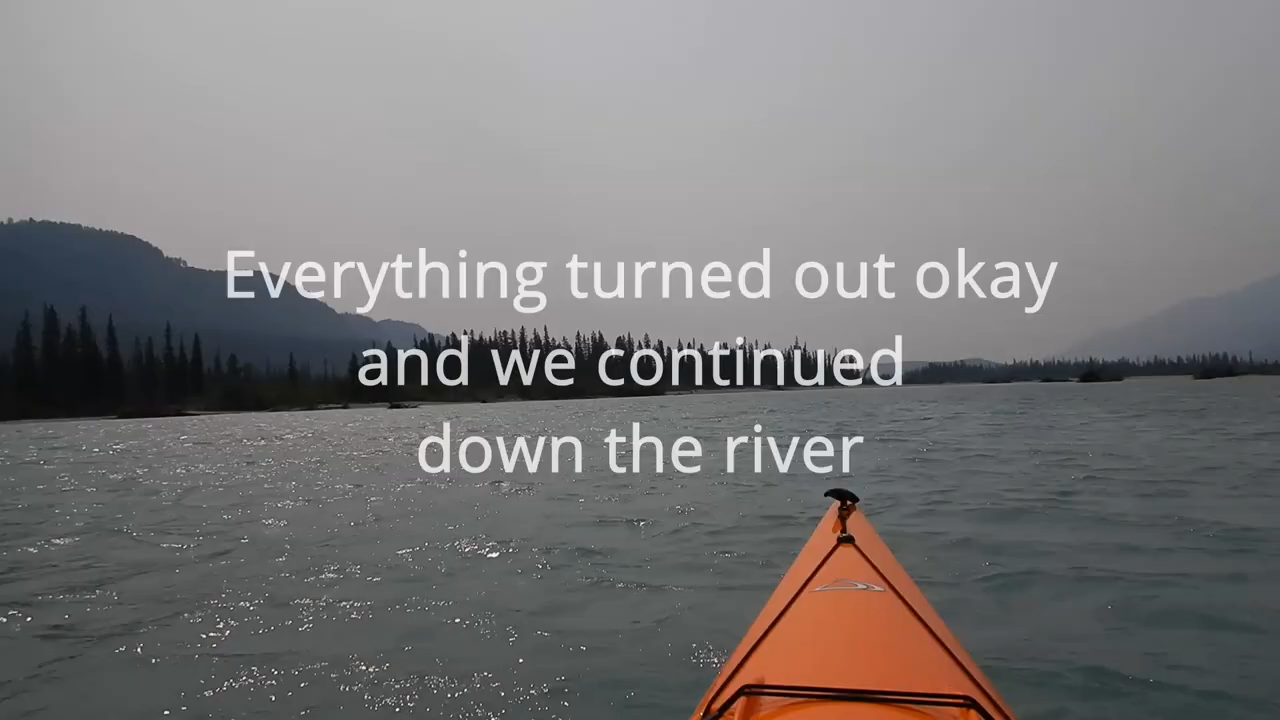 Everything turned out okay
and we continued
down the river